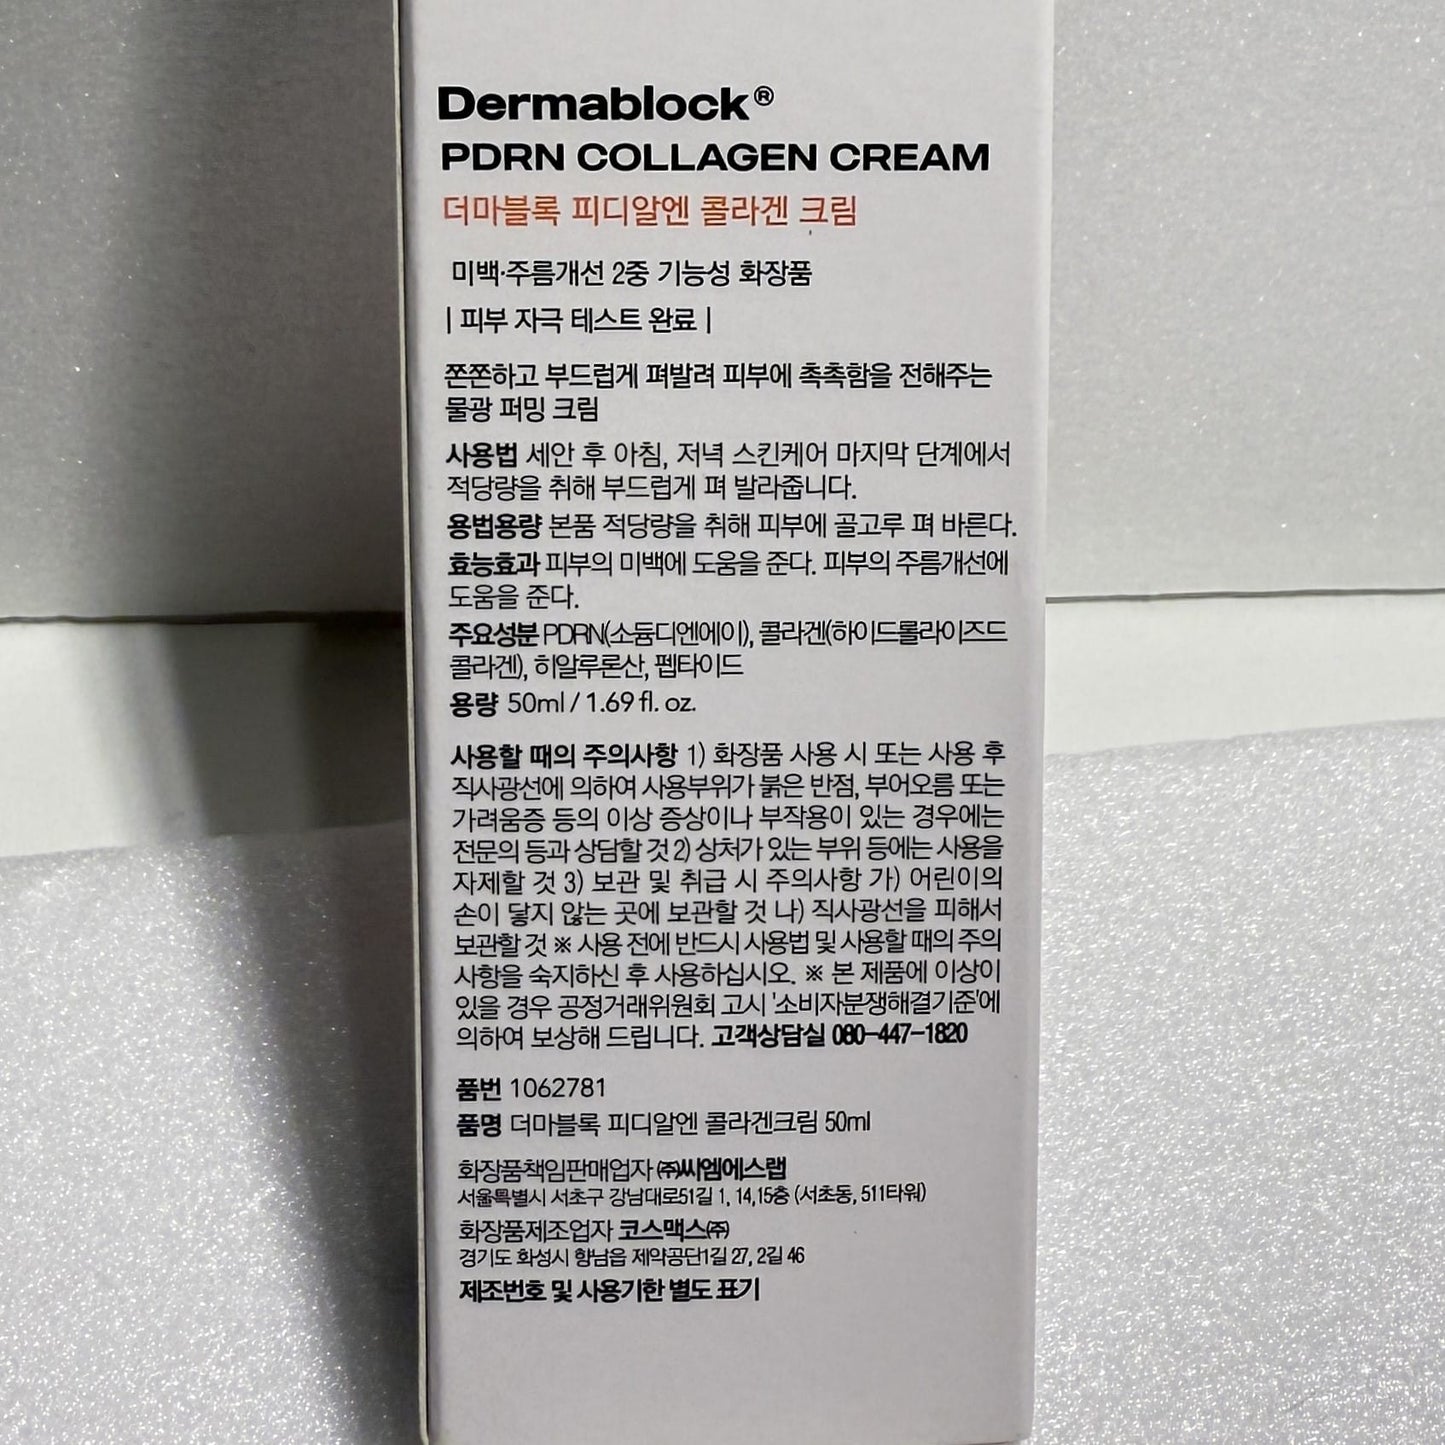 Dermablock®
PDRN COLLAGEN CREAM
더마블록 피디알엔 콜라겐 크림
미백·주름개선 2중 기능성 화장품
| 피부 자극 테스트 완료 |
쫀쫀하고 부드럽게 펴발려 피부에 촉촉함을 전해주는
물광 퍼밍 크림
사용법 세안 후 아침, 저녁 스킨케어 마지막 단계에서
적당량을 취해 부드럽게 펴 발라줍니다.
용법용량 본품 적당량을 취해 피부에 골고루 펴 바른다.
효능효과 피부의 미백에 도움을 준다. 피부의 주름개선에
도움을 준다.
주요성분 PDRN(소듐디엔에이), 콜라겐(하이드롤라이즈드
콜라겐), 히알루론산, 펩타이드
용량 50ml / 1.69 fl. oz.
사용할 때의 주의사항 1) 화장품 사용 시 또는 사용 후
직사광선에 의하여 사용부위가 붉은 반점, 부어오름 또는
가려움증 등의 이상 증상이나 부작용이 있는 경우에는
전문의 등과 상담할 것 2) 상처가 있는 부위 등에는 사용을
자제할 것 3) 보관 및 취급 시 주의사항 가) 어린이의
손이 닿지 않는 곳에 보관할 것 나) 직사광선을 피해서
보관할 것 ※ 사용 전에 반드시 사용법 및 사용할 때의 주의
사항을 숙지하신 후 사용하십시오. ※ 본 제품에 이상이
있을 경우 공정거래위원회 고시 '소비자분쟁해결기준'에
의하여 보상해 드립니다. 고객상담실 080-447-1820
품번 1062781
품명 더마블록 피디알엔 콜라겐크림 50ml
화장품책임판매업자 ㈜씨엠에스랩
서울특별시 서초구 강남대로51길 1, 14,15층 (서초동, 511타워)
화장품제조업자 코스맥스㈜
경기도 화성시 향남읍 제약공단1길 27, 2길 46
제조번호 및 사용기한 별도 표기